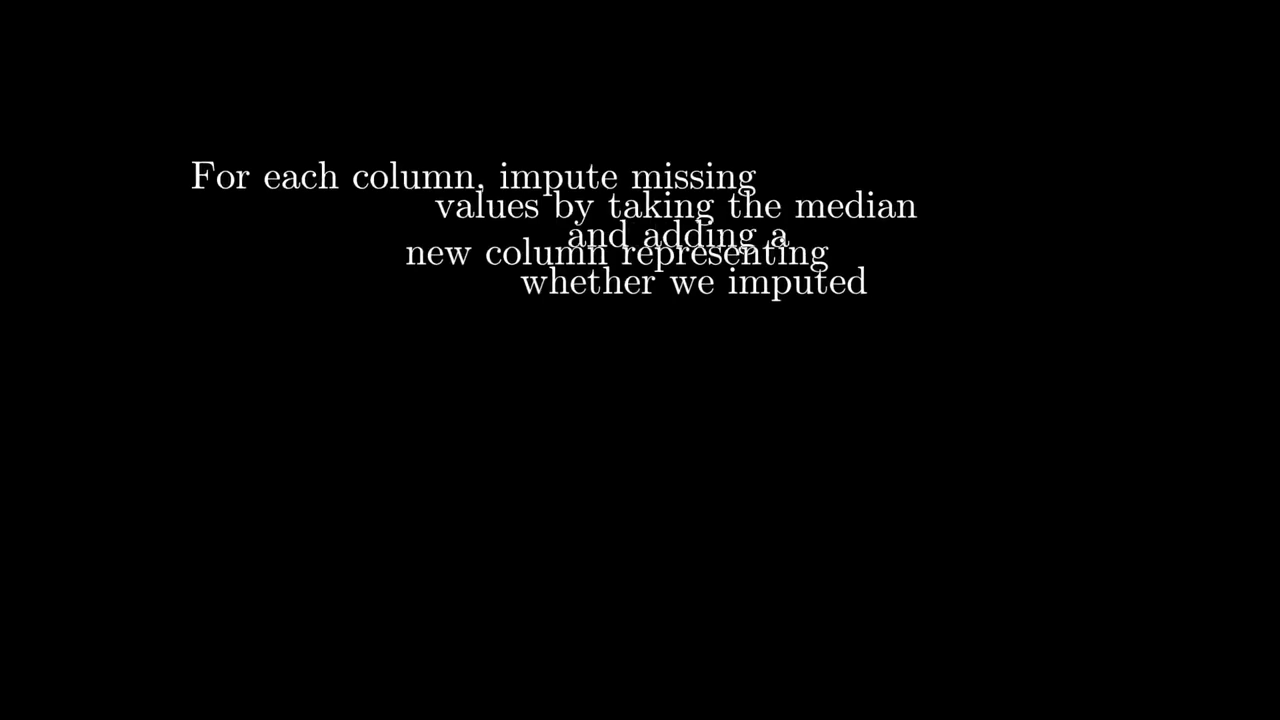 For each column, impute missing
values by taking the median
and adding a
new column representing
whether we imputed